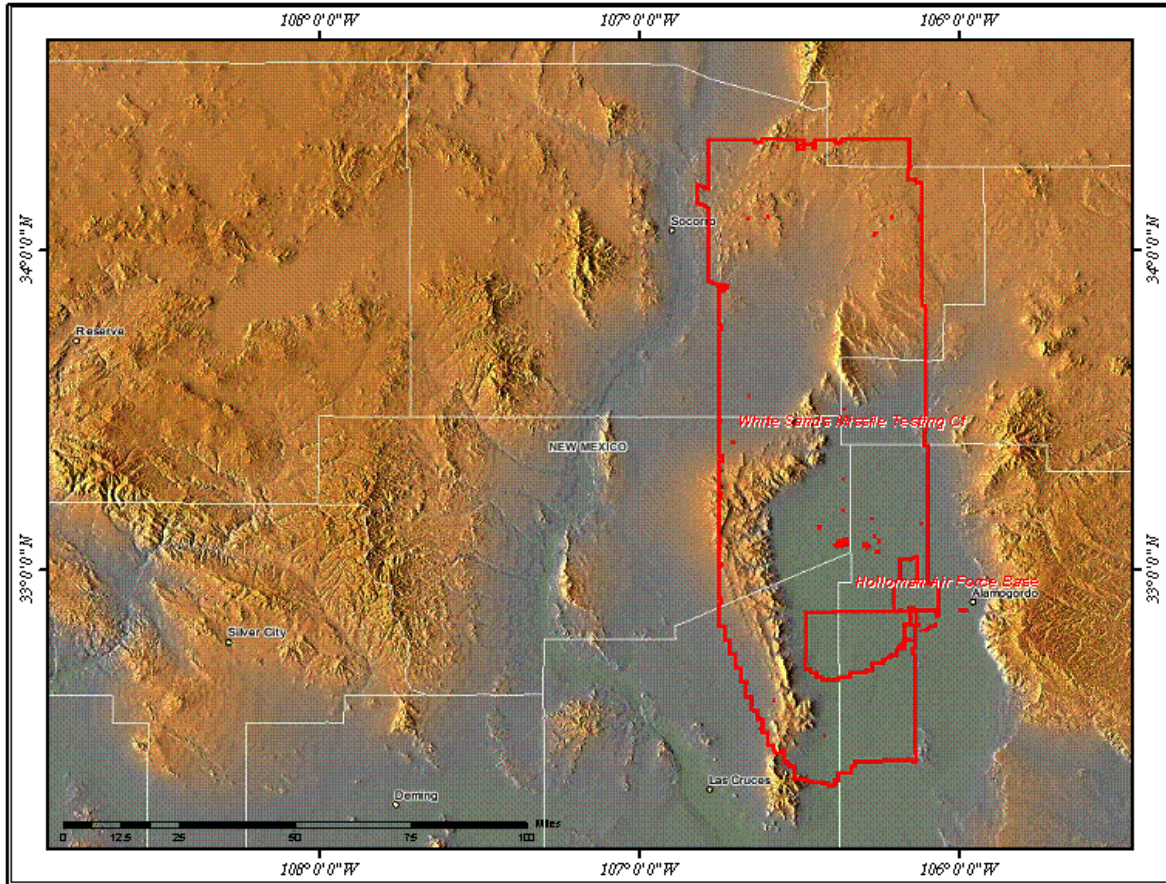 108°0'0"W 107°0'0"W 106°0'0"W
34°0'0"N
34°0'0"N
Socorro
Reserve
White Sands Missile Testing Ct
NEW MEXICO
33°0'0"N
33°0'0"N
Holloman Air Force Base
Alamogordo
Silver City
Las Cruces
Deming
Miles
0 12.5 25 50 75 100
108°0'0"W 107°0'0"W 106°0'0"W